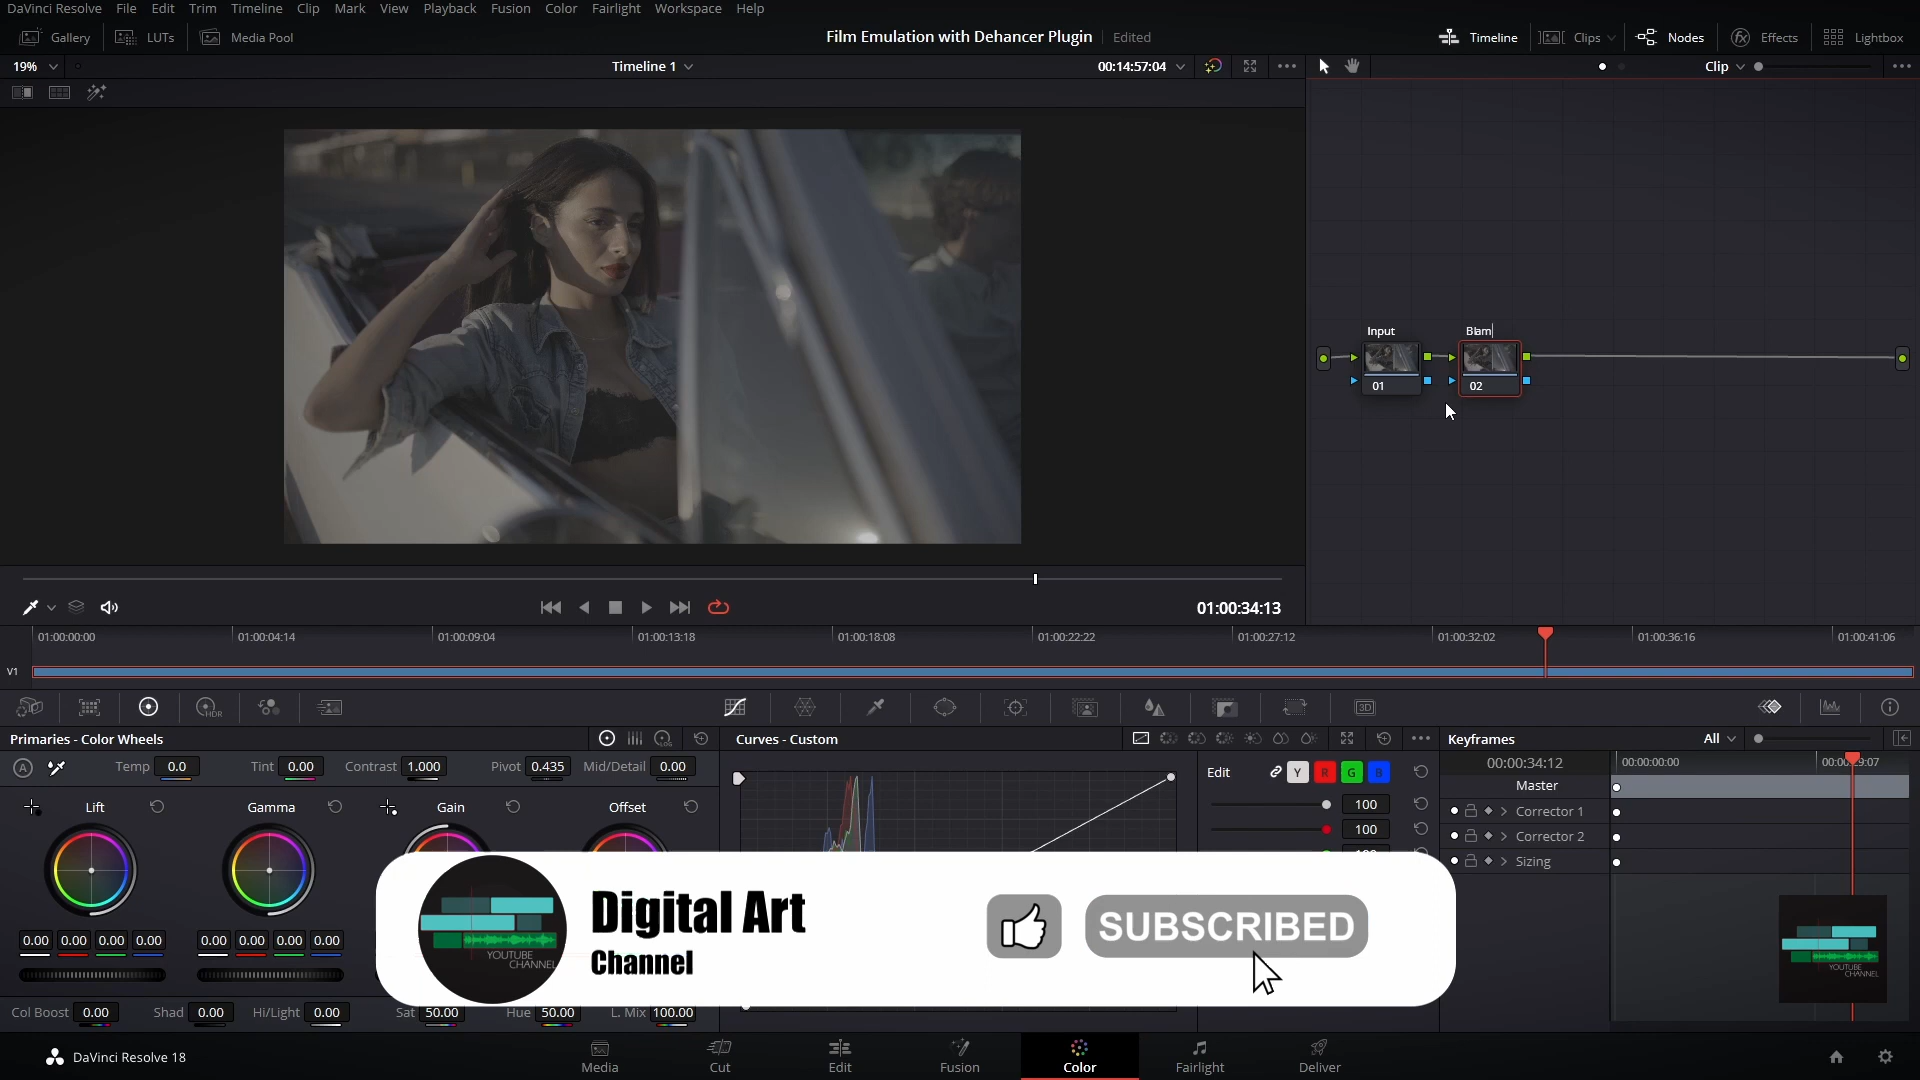 DaVinci Resolve File Edit Trim Timeline Clip Mark View Playback Fusion Color Fairlight Workspace Help
Gallery LUTs Media Pool Film Emulation with Dehancer Plugin Edited Timeline Clips Nodes Effects Lightbox
19% Timeline 1 00:14:57:04 Clip
Input Blam
01 02
01:00:34:13
01:00:00:00 01:00:04:14 01:00:09:04 01:00:13:18 01:00:18:08 01:00:22:22 01:00:27:12 01:00:32:02 01:00:36:16 01:00:41:06
V1
HDR 3D
Primaries - Color Wheels LOG Curves - Custom Keyframes All
A Temp 0.0 Tint 0.00 Contrast 1.000 Pivot 0.435 Mid/Detail 0.00 Edit Y R G B 00:00:34:12 00:00:00:00
Master
Lift Gamma Gain Offset 100 Corrector 1
100 Corrector 2
Sizing
Digital Art
Channel
SUBSCRIBED
YOUTUBE
CHANNEL
YOUTUBE
CHANNEL
0.00 0.00 0.00 0.00 0.00 0.00 0.00 0.00
Col Boost 0.00 Shad 0.00 Hi/Light 0.00 Sat 50.00 Hue 50.00 L. Mix 100.00
DaVinci Resolve 18 Media Cut Edit Fusion Color Fairlight Deliver